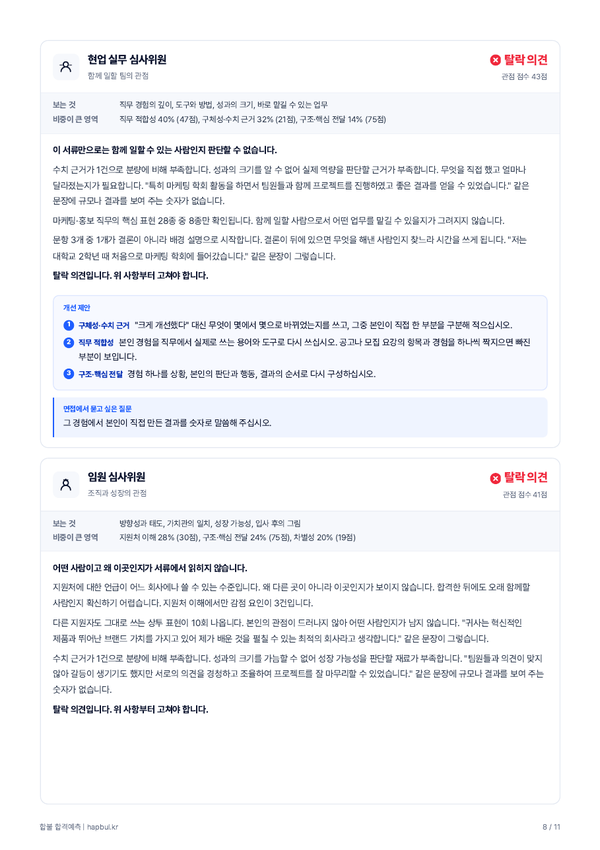 현업 실무 심사위원
함께 일할 팀의 관점
탈락 의견
관점 점수 43점
보는 것 직무 경험의 깊이, 도구와 방법, 성과의 크기, 바로 맡길 수 있는 업무
비중이 큰 영역 직무 적합성 40% (47점), 구체성·수치 근거 32% (21점), 구조·핵심 전달 14% (75점)
이 서류만으로는 함께 일할 수 있는 사람인지 판단할 수 없습니다.
수치 근거가 1건으로 분량에 비해 부족합니다. 성과의 크기를 알 수 없어 실제 역량을 판단할 근거가 부족합니다. 무엇을 직접 했고 얼마나
달라졌는지가 필요합니다. "특히 마케팅 학회 활동을 하면서 팀원들과 함께 프로젝트를 진행하였고 좋은 결과를 얻을 수 있었습니다." 같은
문장에 규모나 결과를 보여 주는 숫자가 없습니다.
마케팅·홍보 직무의 핵심 표현 28종 중 8종만 확인됩니다. 함께 일할 사람으로서 어떤 업무를 맡길 수 있을지가 그려지지 않습니다.
문항 3개 중 1개가 결론이 아니라 배경 설명으로 시작합니다. 결론이 뒤에 있으면 무엇을 해낸 사람인지 찾느라 시간을 쓰게 됩니다. "저는
대학교 2학년 때 처음으로 마케팅 학회에 들어갔습니다." 같은 문장이 그렇습니다.
탈락 의견입니다. 위 사항부터 고쳐야 합니다.
개선 제안
1 구체성·수치 근거 "크게 개선했다" 대신 무엇이 몇에서 몇으로 바뀌었는지를 쓰고, 그중 본인이 직접 한 부분을 구분해 적으십시오.
2 직무 적합성 본인 경험을 직무에서 실제로 쓰는 용어와 도구로 다시 쓰십시오. 공고나 모집 요강의 항목과 경험을 하나씩 짝지으면 빠진
부분이 보입니다.
3 구조·핵심 전달 경험 하나를 상황, 본인의 판단과 행동, 결과의 순서로 다시 구성하십시오.
면접에서 묻고 싶은 질문
그 경험에서 본인이 직접 만든 결과를 숫자로 말씀해 주십시오.
임원 심사위원
조직과 성장의 관점
탈락 의견
관점 점수 41점
보는 것 방향성과 태도, 가치관의 일치, 성장 가능성, 입사 후의 그림
비중이 큰 영역 지원처 이해 28% (30점), 구조·핵심 전달 24% (75점), 차별성 20% (19점)
어떤 사람이고 왜 이곳인지가 서류에서 읽히지 않습니다.
지원처에 대한 언급이 어느 회사에나 쓸 수 있는 수준입니다. 왜 다른 곳이 아니라 이곳인지가 보이지 않습니다. 합격한 뒤에도 오래 함께할
사람인지 확신하기 어렵습니다. 지원처 이해에서만 감점 요인이 3건입니다.
다른 지원자도 그대로 쓰는 상투 표현이 10회 나옵니다. 본인의 관점이 드러나지 않아 어떤 사람인지가 남지 않습니다. "귀사는 혁신적인
제품과 뛰어난 브랜드 가치를 가지고 있어 제가 배운 것을 펼칠 수 있는 최적의 회사라고 생각합니다." 같은 문장이 그렇습니다.
수치 근거가 1건으로 분량에 비해 부족합니다. 성과의 크기를 가늠할 수 없어 성장 가능성을 판단할 재료가 부족합니다. "팀원들과 의견이 맞지
않아 갈등이 생기기도 했지만 서로의 의견을 경청하고 조율하여 프로젝트를 잘 마무리할 수 있었습니다." 같은 문장에 규모나 결과를 보여 주는
숫자가 없습니다.
탈락 의견입니다. 위 사항부터 고쳐야 합니다.
합불 합격예측 | hapbul.kr
8 / 11